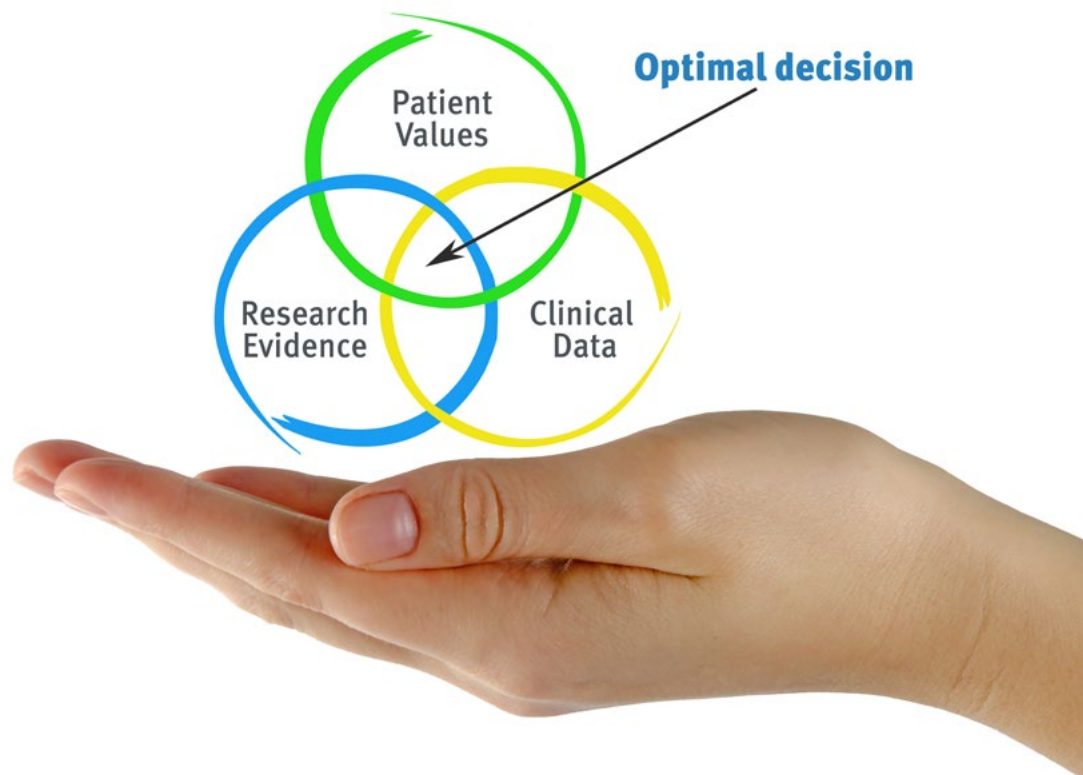 Optimal decision
Patient
Values
Research
Evidence
Clinical
Data